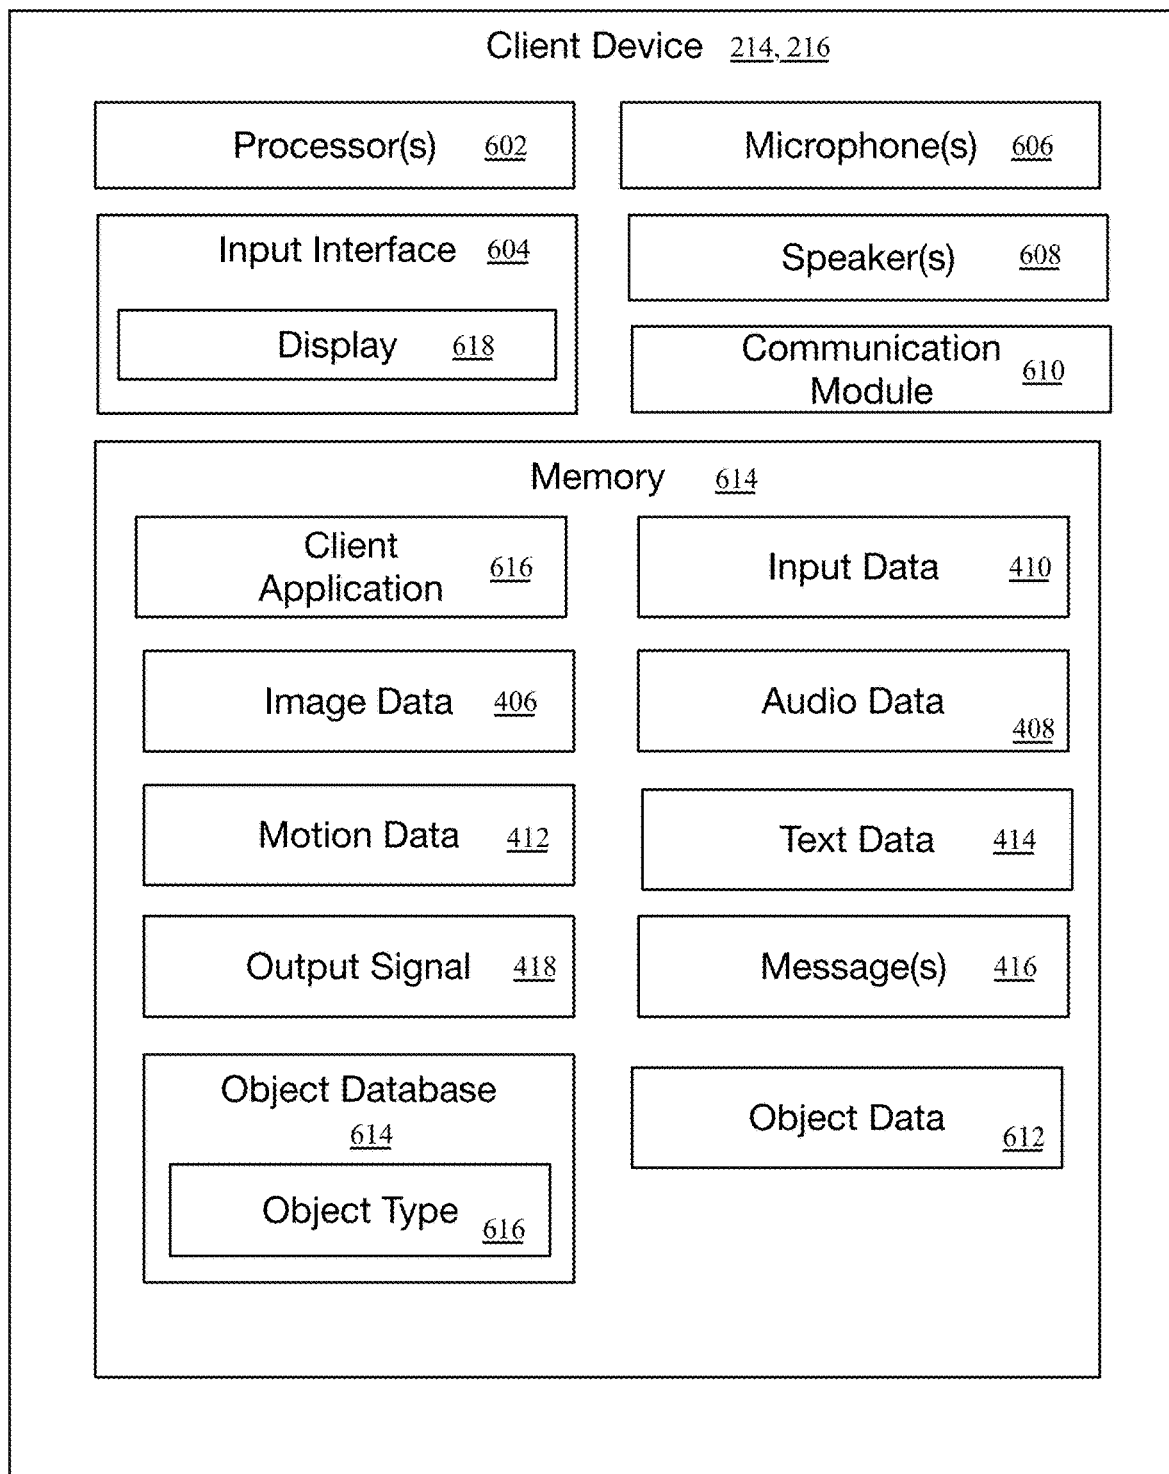 Client Device 214, 216
Processor(s) 602
Microphone(s) 606
Input Interface 604
Speaker(s) 608
Display 618
Communication
Module 610
Memory 614
Client
Application 616
Input Data 410
Image Data 406
Audio Data
408
Motion Data 412
Text Data 414
Output Signal 418
Message(s) 416
Object Database
614
Object Data
612
Object Type
616